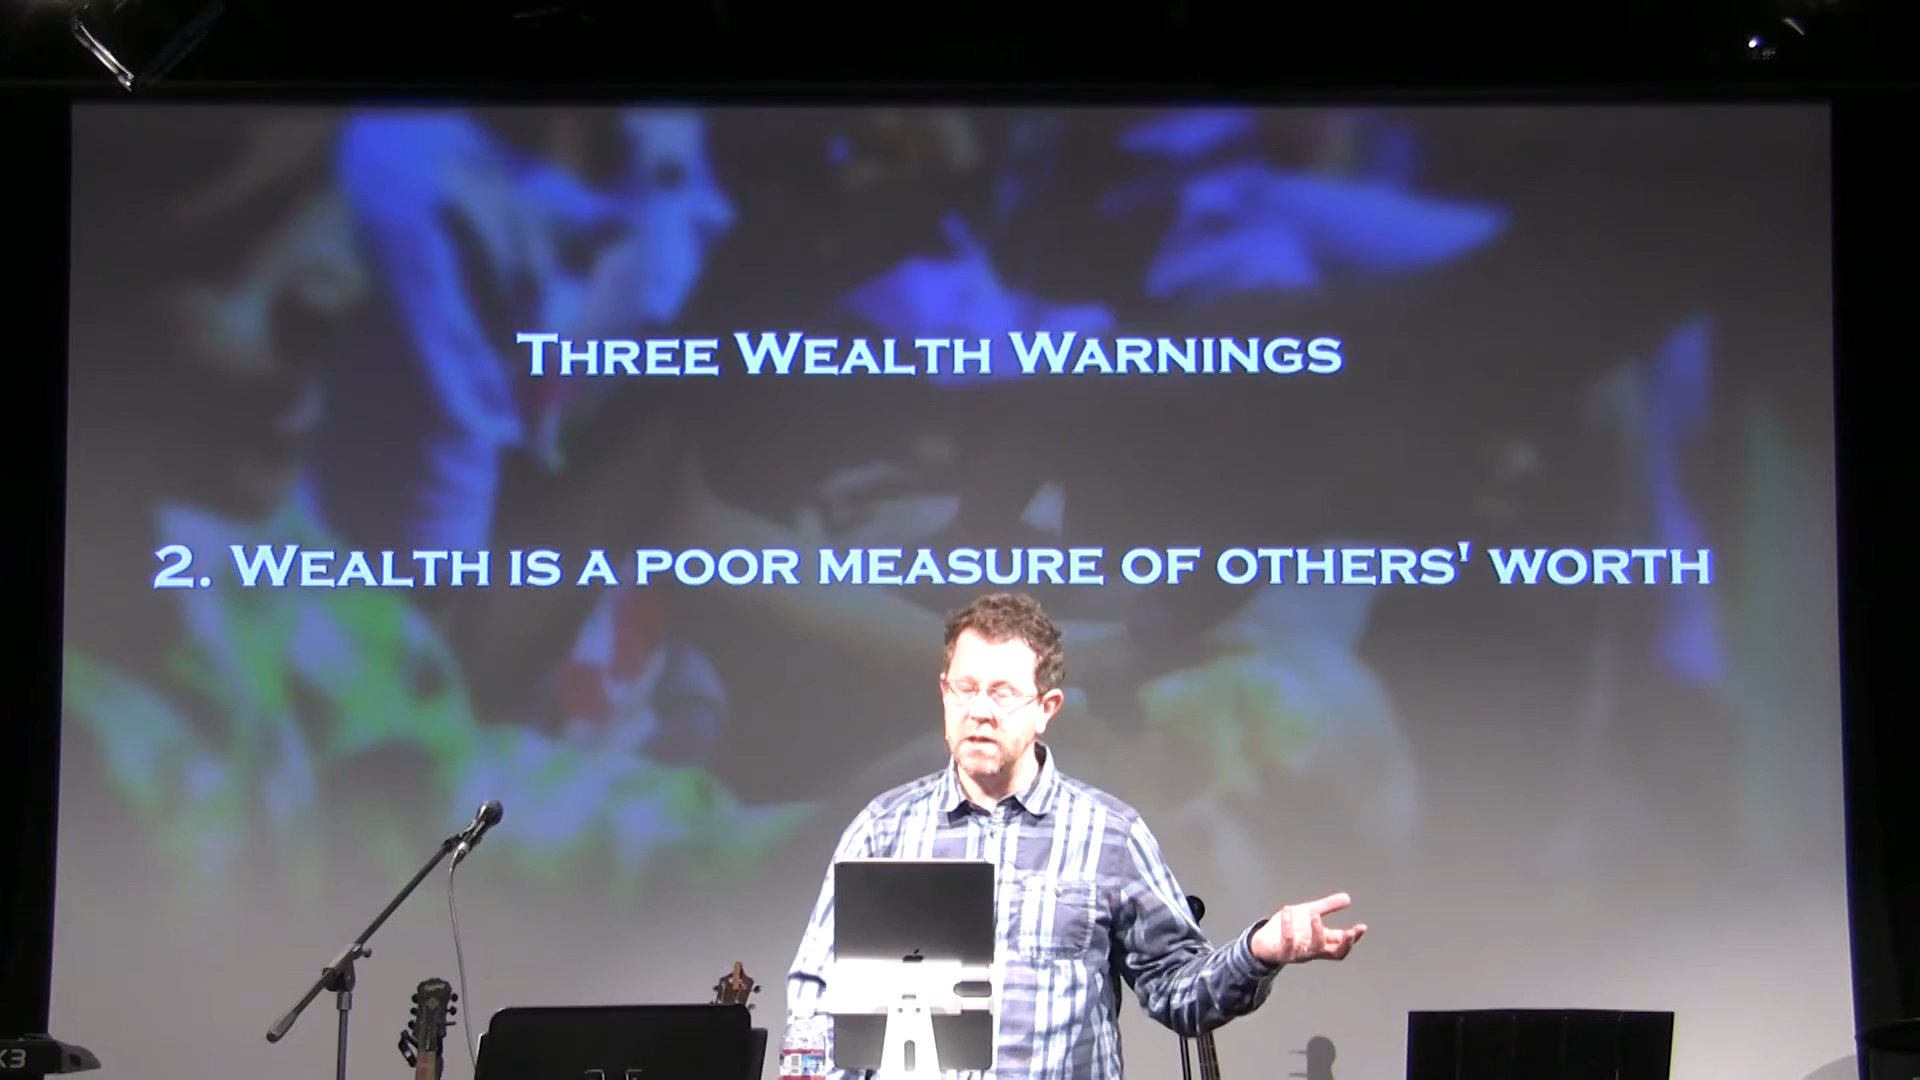 Three Wealth Warnings
2. Wealth is a poor measure of others' worth